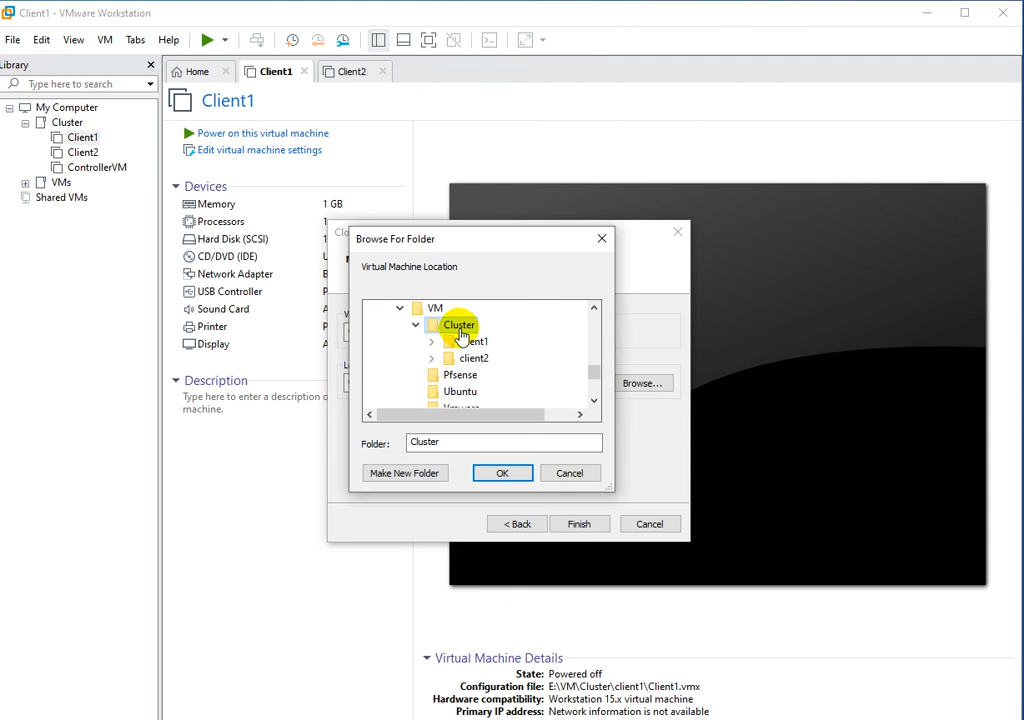 Client1 - VMware Workstation
File Edit View VM Tabs Help
Library
Type here to search
My Computer
Cluster
Client1
Client2
ControllerVM
VMs
Shared VMs
Home Client1 Client2
Client1
Power on this virtual machine
Edit virtual machine settings
Devices
Memory 1 GB
Processors 1
Hard Disk (SCSI) 1
CD/DVD (IDE)
Network Adapter
USB Controller
Sound Card
Printer
Display
Description
Type here to enter a description o
machine.
Browse For Folder
Virtual Machine Location
VM
Cluster
client2
Pfsense
Ubuntu
Folder: Cluster
Make New Folder OK Cancel
Browse...
< Back Finish Cancel
Virtual Machine Details
State: Powered off
Configuration file: E:\VM\Cluster\client1\Client1.vmx
Hardware compatibility: Workstation 15.x virtual machine
Primary IP address: Network information is not available